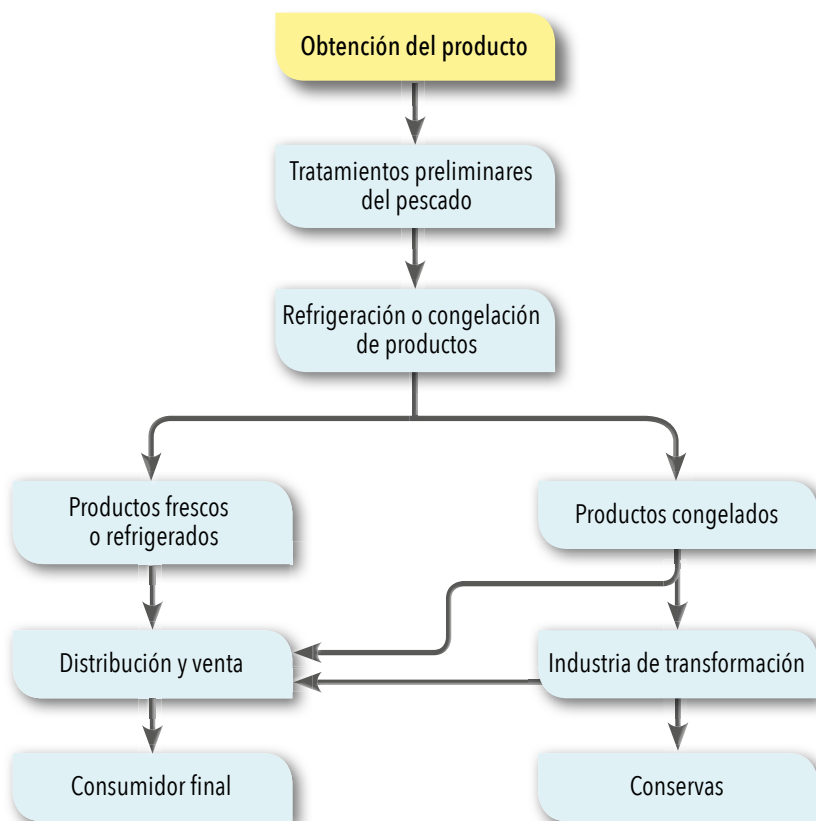 Obtención del producto
Tratamientos preliminares
del pescado
Refrigeración o congelación
de productos
Productos frescos
o refrigerados
Productos congelados
Distribución y venta
Industria de transformación
Consumidor final
Conservas